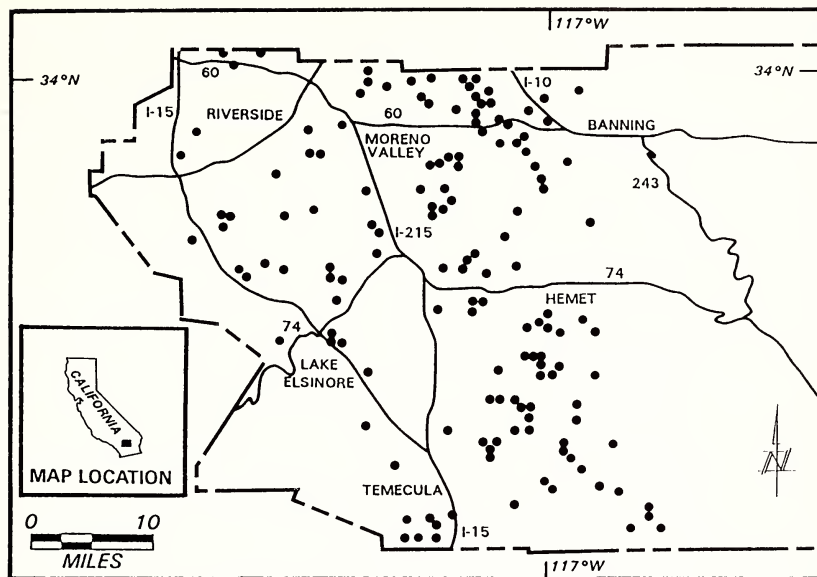 117°W
34°N
34°N
60
I-10
I-15
RIVERSIDE
60
BANNING
MORENO
VALLEY
243
I-215
74
HEMET
74
LAKE
ELSINORE
CALIFORNIA
MAP LOCATION
N
TEMECULA
0 10
MILES
I-15
117°W